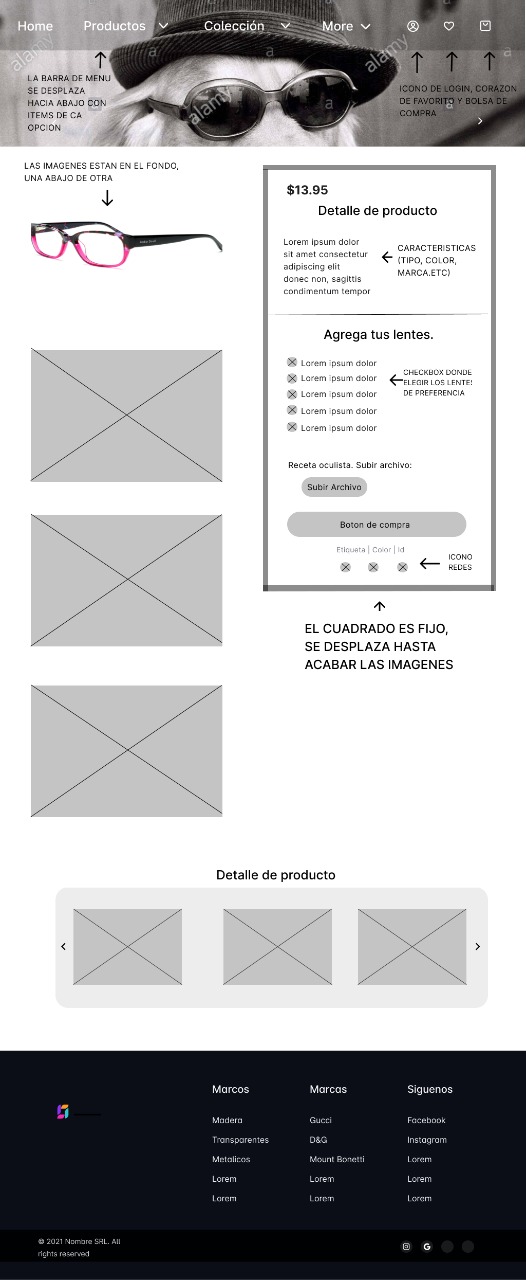 Home
Productos
Colección
More
alamy
a
a
alamy
alamy
a
a
a
LA BARRA DE MENU
SE DESPLAZA
HACIA ABAJO CON
ITEMS DE CA
OPCION
ICONO DE LOGIN, CORAZON
DE FAVORITO Y BOLSA DE
COMPRA
LAS IMAGENES ESTAN EN EL FONDO,
UNA ABAJO DE OTRA
$13.95
Detalle de producto
Lorem ipsum dolor
sit amet consectetur
adipiscing elit
donec non, sagittis
condimentum tempor
CARACTERISTICAS
(TIPO, COLOR,
MARCA.ETC)
Agrega tus lentes.
Lorem ipsum dolor
Lorem ipsum dolor
Lorem ipsum dolor
Lorem ipsum dolor
Lorem ipsum dolor
CHECKBOX DONDE
ELEGIR LOS LENTE
DE PREFERENCIA
Receta oculista. Subir archivo:
Subir Archivo
Boton de compra
Etiqueta | Color | Id
ICONO
REDES
EL CUADRADO ES FIJO,
SE DESPLAZA HASTA
ACABAR LAS IMAGENES
Detalle de producto
Marcos
Madera
Transparentes
Metalicos
Lorem
Lorem
Marcas
Gucci
D&G
Mount Bonetti
Lorem
Lorem
Siguenos
Facebook
Instagram
Lorem
Lorem
Lorem
© 2021 Nombre SRL. All
rights reserved
G